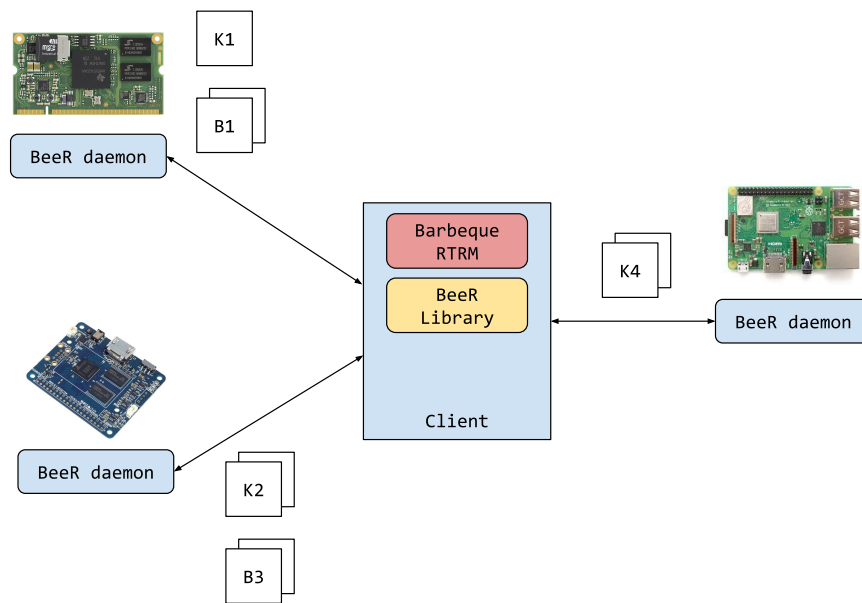 K1
B1
BeeR daemon
Barbeque
RTRM
BeeR
Library
Client
K4
BeeR daemon
BeeR daemon
K2
B3